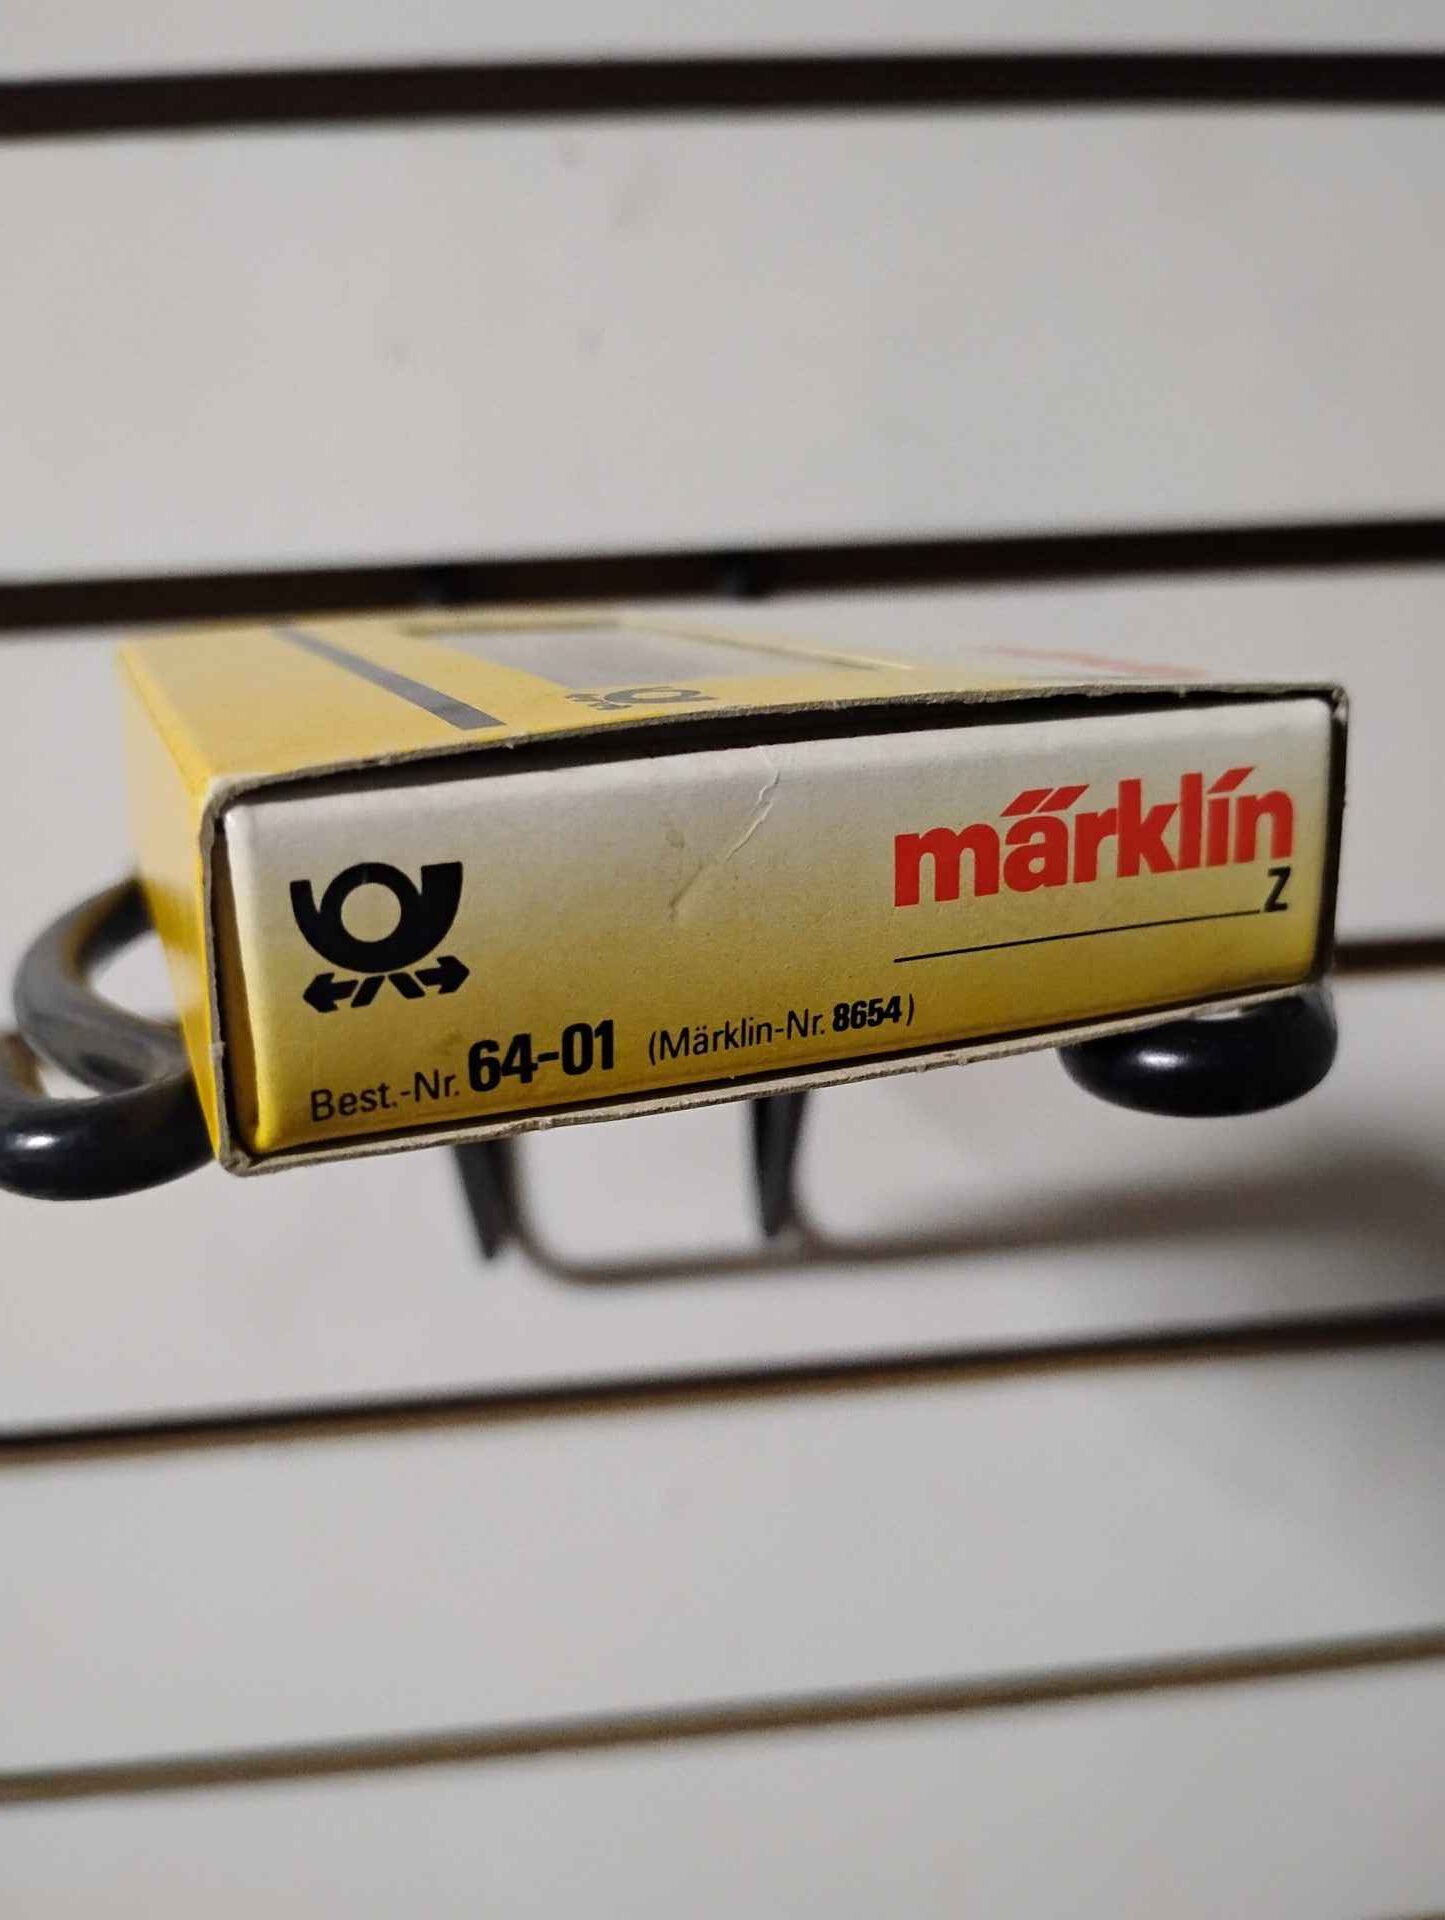 märklin
Z
Best.-Nr. 64-01 (Märklin-Nr. 8654)